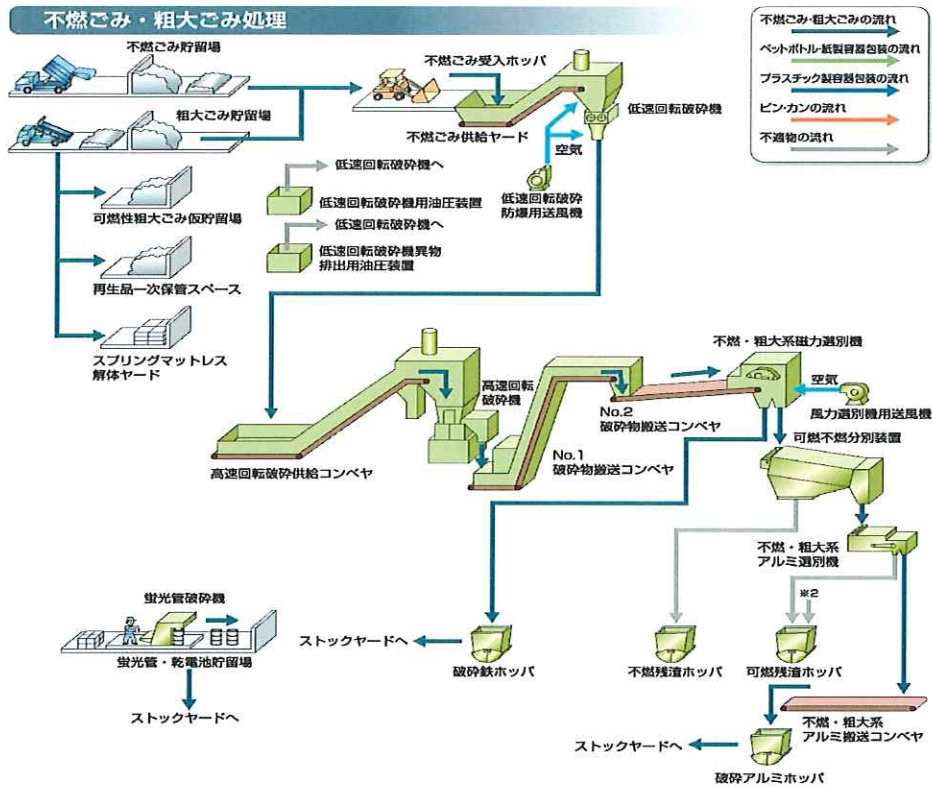 不燃ごみ・粗大ごみ処理
不燃ごみ・粗大ごみの流れ
ペットボトル・紙製容器包装の流れ
プラスチック製容器包装の流れ
ビン・カンの流れ
不適物の流れ
不燃ごみ貯留場
粗大ごみ貯留場
不燃ごみ受入ホッパ
不燃ごみ供給ヤード
低速回転破砕機
空気
低速回転破砕
防爆用送風機
低速回転破砕機へ
低速回転破砕機用油圧装置
低速回転破砕機へ
低速回転破砕機異物
排出用油圧装置
可燃性粗大ごみ仮貯留場
再生品一次保管スペース
スプリングマットレス
解体ヤード
高速回転破砕供給コンベヤ
高速回転
破砕機
No.1
破砕物搬送コンベヤ
No.2
破砕物搬送コンベヤ
不燃・粗大系磁力選別機
空気
風力選別機用送風機
可燃不燃分別装置
不燃・粗大系
アルミ選別機
※2
蛍光管破砕機
蛍光管・乾電池貯留場
ストックヤードへ
ストックヤードへ
破砕鉄ホッパ
不燃残渣ホッパ
可燃残渣ホッパ
不燃・粗大系
アルミ搬送コンベヤ
ストックヤードへ
破砕アルミホッパ